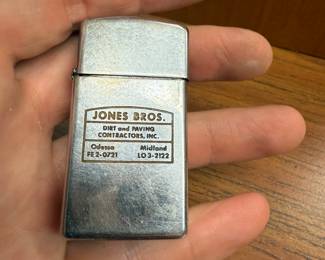 JONES BROS.
DIRT and PAVING
CONTRACTORS, INC.
Odessa Midland
FE 2-0721 LO 3-2122